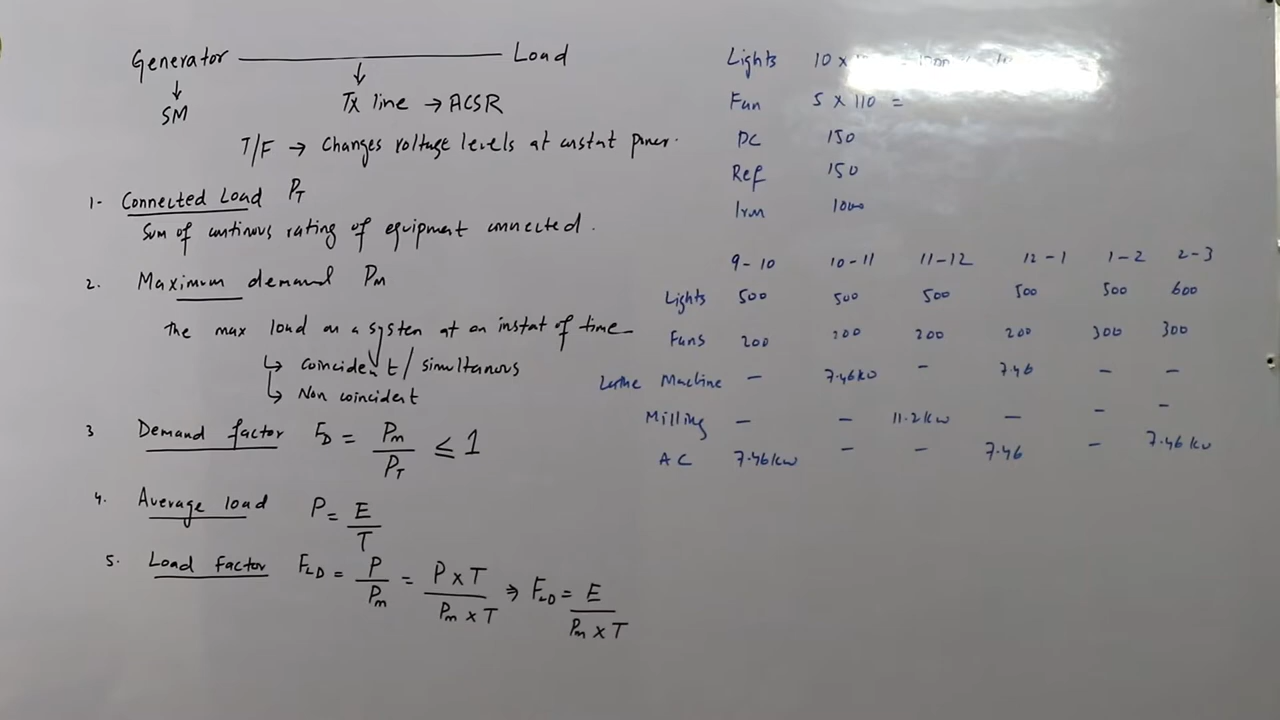 Generator ——— Load
↓ SM
↓ Tx line → ACSR
T/F → Changes voltage levels at constat power.
1- Connected Load PT
Sum of continous rating of equipment connected.
2. Maximum demand Pm
The max load on a system at an instat of time
↳ coincident / simultanous
↳ Non coincident
3 Demand factor FD = Pm / PT ≤ 1
4. Average load P = E / T
5. Load factor FLD = P / Pm = P x T / Pm x T ⇒ FLD = E / Pm x T
Lights 10 x
Fan 5 x 110 =
PC 150
Ref 150
Iron 1000
9-10 10-11 11-12 12-1 1-2 2-3
Lights 500 500 500 500 500 600
Fans 200 200 200 200 300 300
Lathe Machine — 7.46kW — 7.46 — —
Milling — — 11.2kW — — —
AC 7.46kW — — 7.46 — 7.46kW